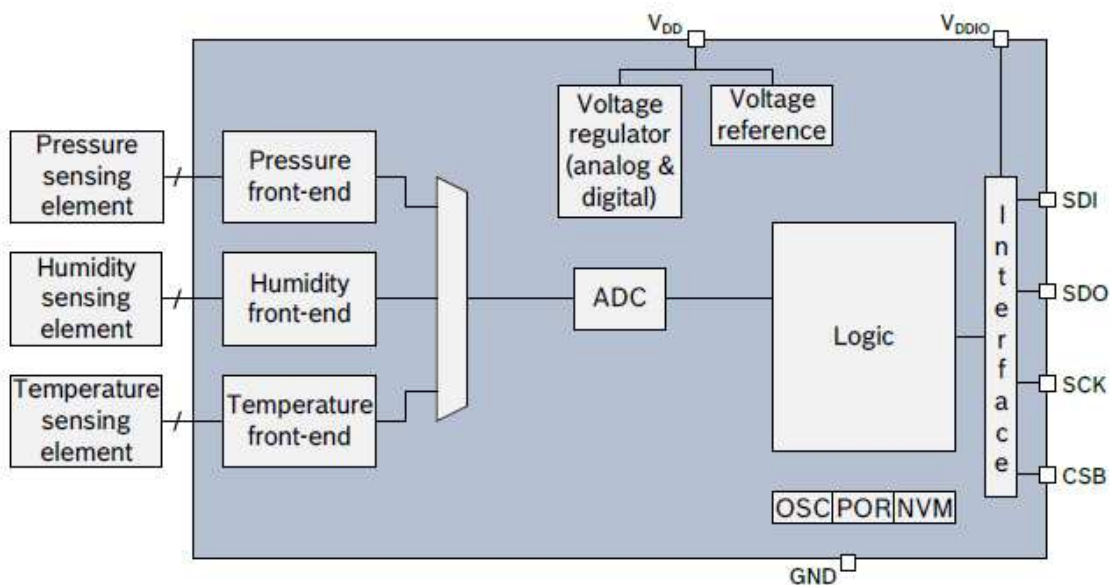 VDD
VDDIO
Voltage
regulator
(analog &
digital)
Voltage
reference
Pressure
sensing
element
Pressure
front-end
Humidity
sensing
element
Humidity
front-end
Temperature
sensing
element
Temperature
front-end
ADC
Logic
OSC POR NVM
Interface
SDI
SDO
SCK
CSB
GND